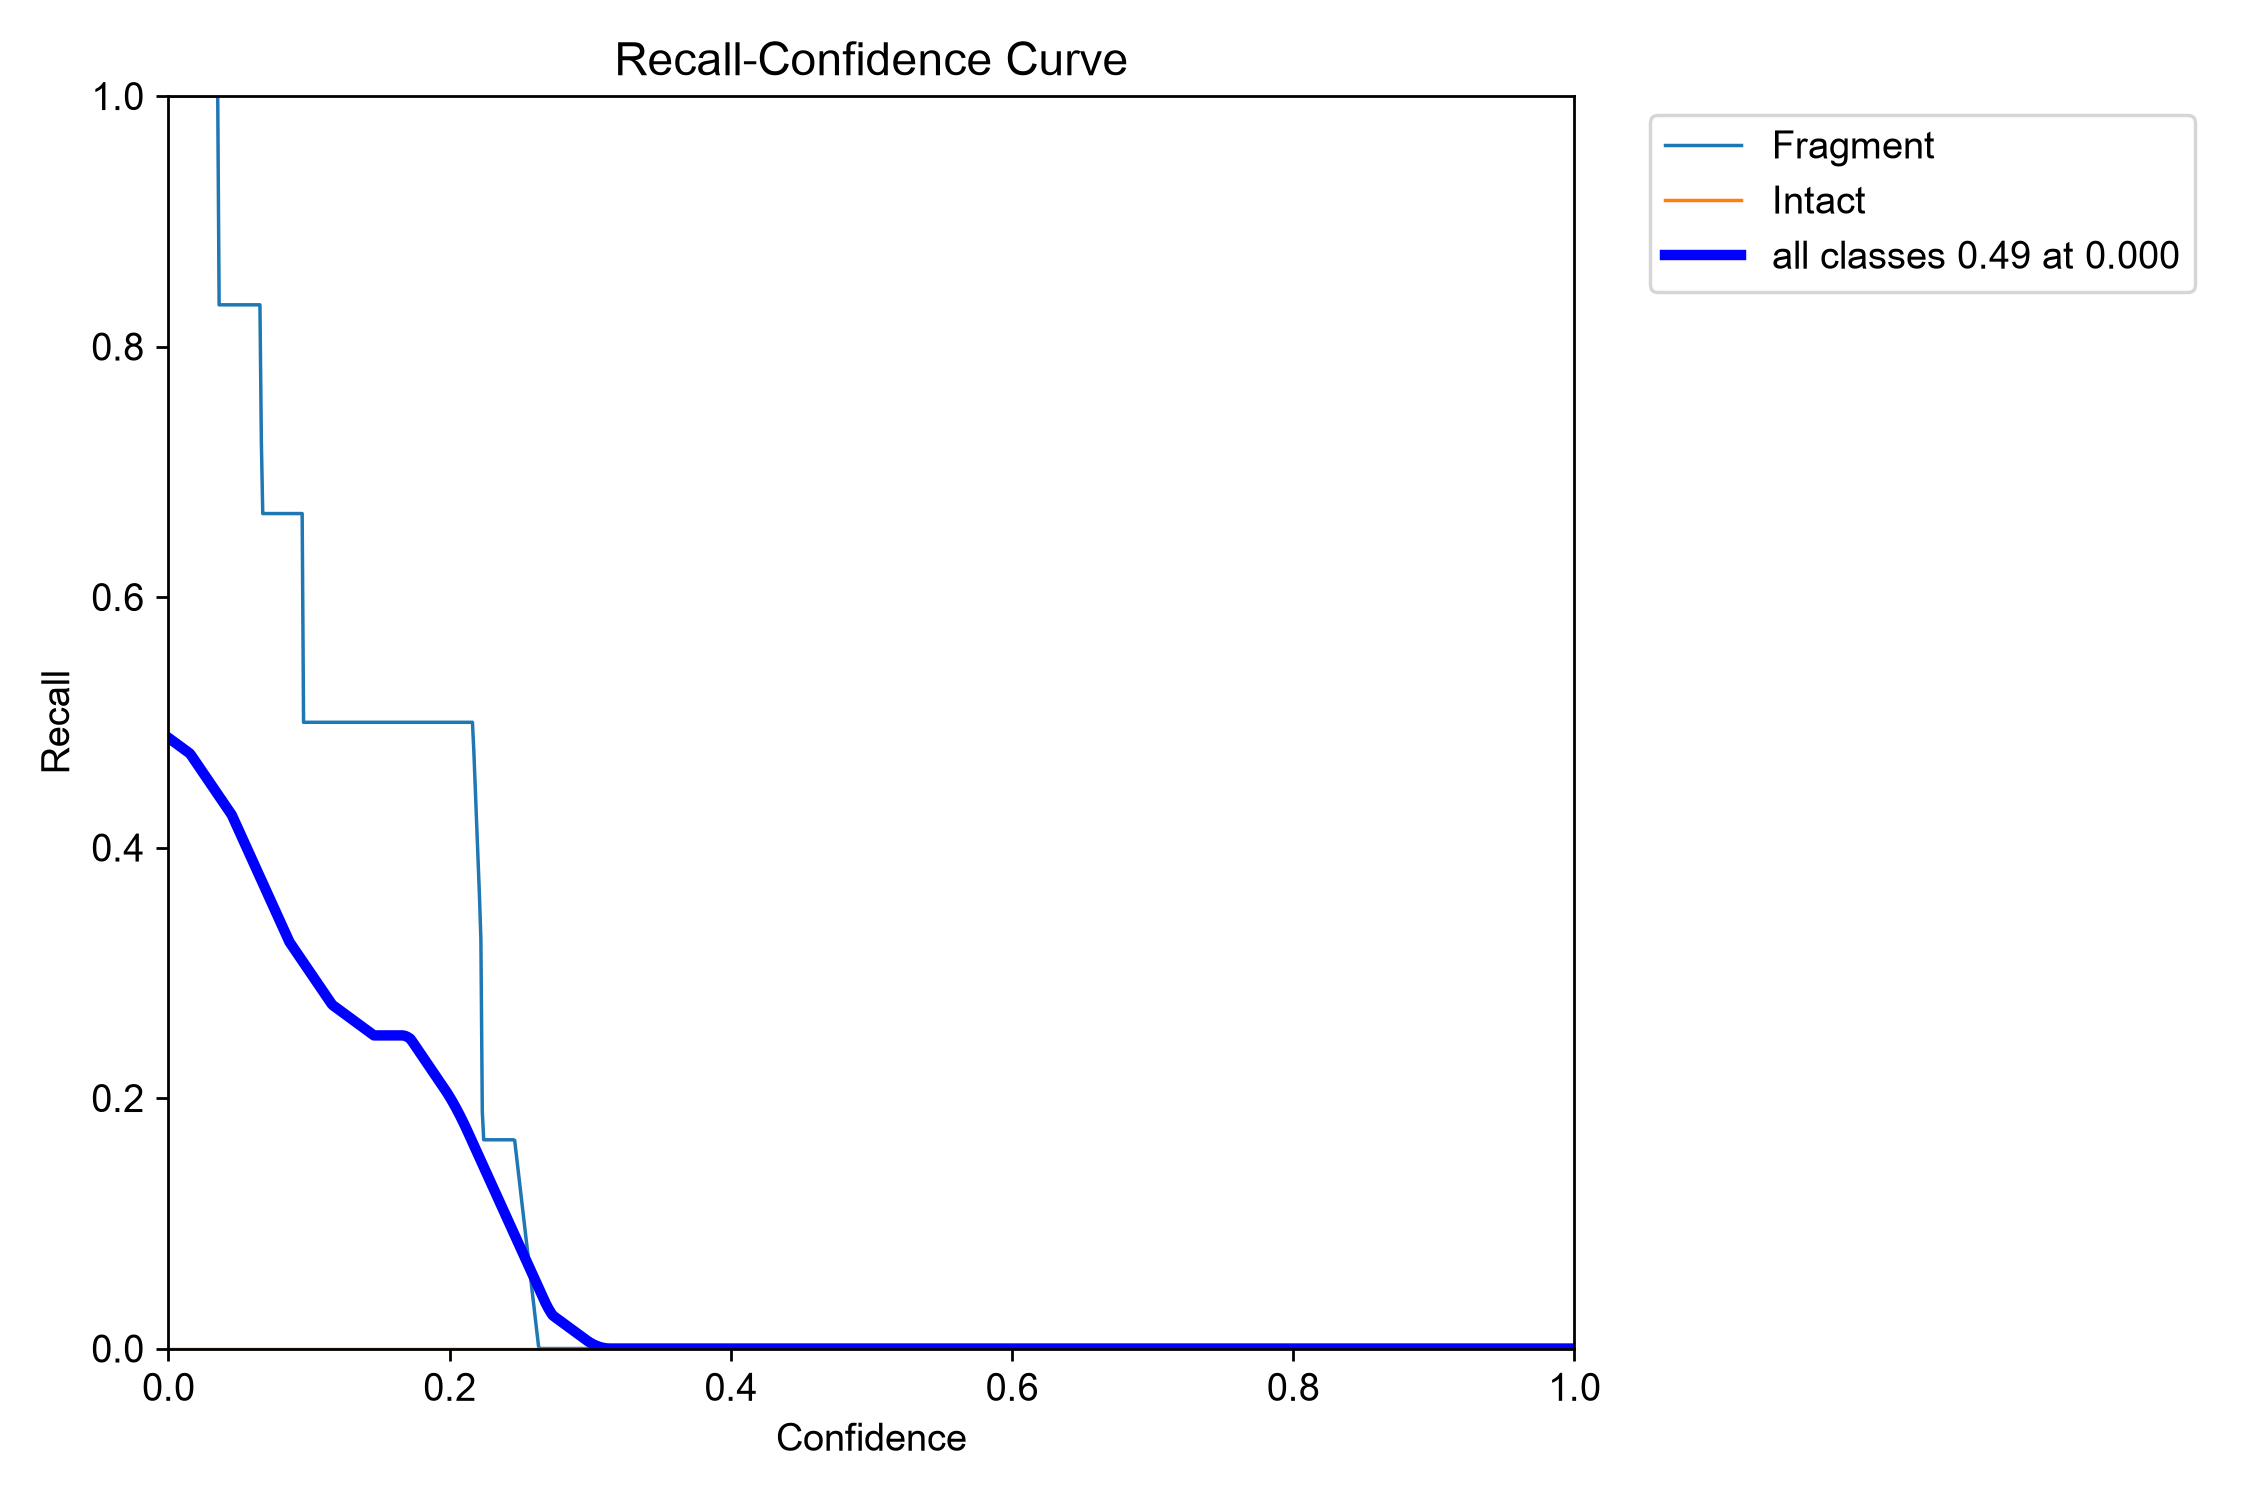 Recall-Confidence Curve
1.0
0.8
0.6
0.4
0.2
0.0
Recall
0.0 0.2 0.4 0.6 0.8 1.0
Confidence
Fragment
Intact
all classes 0.49 at 0.000